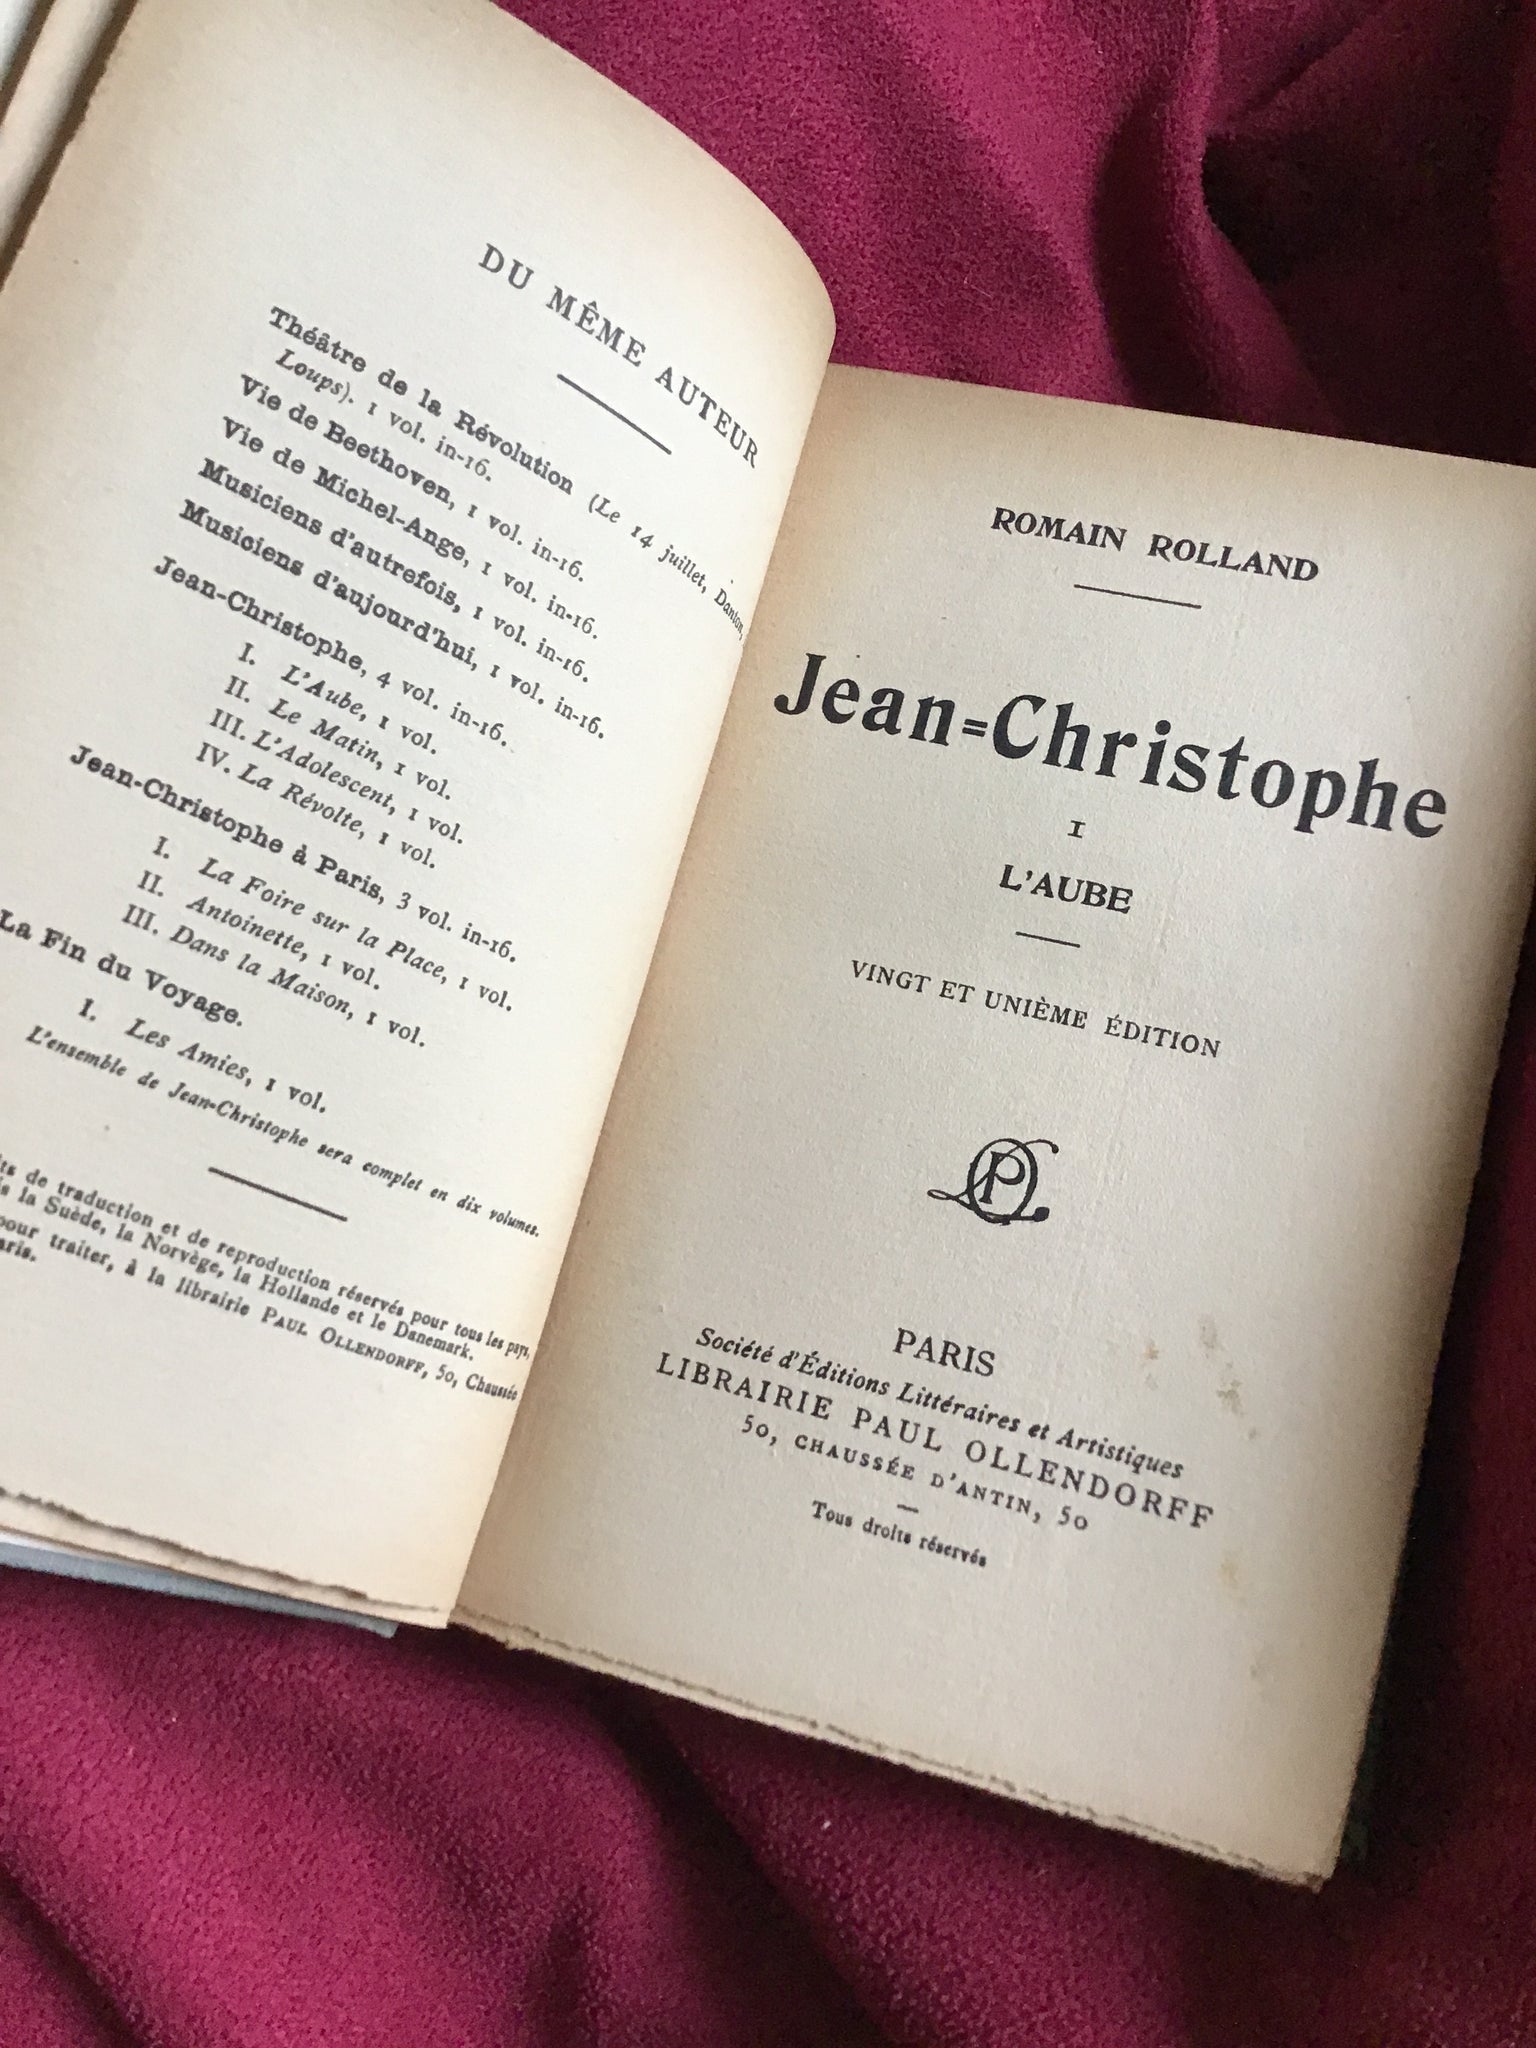 DU MÊME AUTEUR
Théâtre de la Révolution (Le 14 juillet, Danton,
Loups). 1 vol. in-16.
Vie de Beethoven, 1 vol. in-16.
Vie de Michel-Ange, 1 vol. in-16.
Musiciens d'autrefois, 1 vol. in-16.
Musiciens d'aujourd'hui, 1 vol. in-16.
Jean-Christophe, 4 vol. in-16.
I. L'Aube, 1 vol.
II. Le Matin, 1 vol.
III. L'Adolescent, 1 vol.
IV. La Révolte, 1 vol.
Jean-Christophe à Paris, 3 vol. in-16.
I. La Foire sur la Place, 1 vol.
II. Antoinette, 1 vol.
III. Dans la Maison, 1 vol.
La Fin du Voyage.
I. Les Amies, 1 vol.
L'ensemble de Jean-Christophe sera complet en dix volumes.
de traduction et de reproduction réservés pour tous les pays,
la Suède, la Norvège, la Hollande et le Danemark.
pour traiter, à la librairie PAUL OLLENDORFF, 50, Chaussée
ROMAIN ROLLAND
Jean=Christophe
I
L'AUBE
VINGT ET UNIÈME ÉDITION
PARIS
Société d'Éditions Littéraires et Artistiques
LIBRAIRIE PAUL OLLENDORFF
50, CHAUSSÉE D'ANTIN, 50
Tous droits réservés